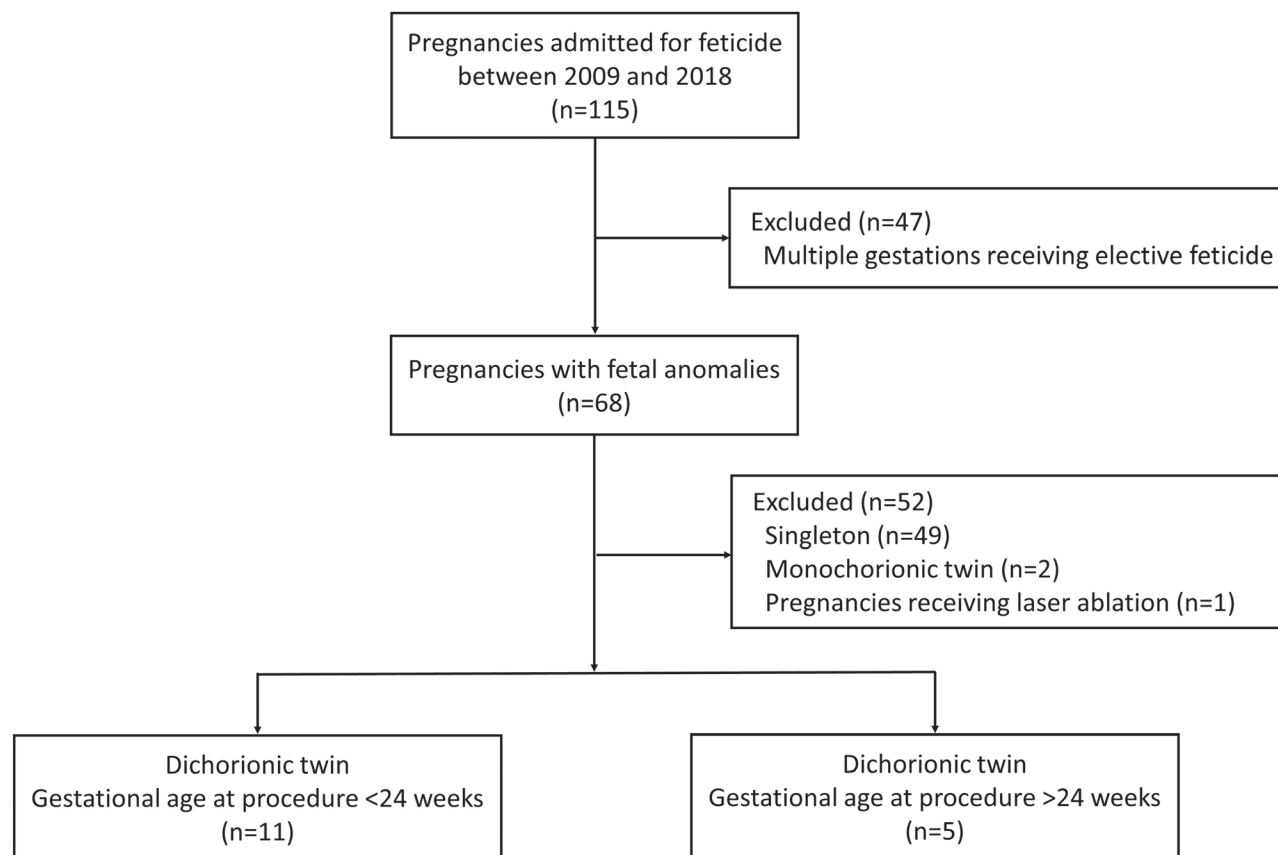 Pregnancies admitted for feticide
between 2009 and 2018
(n=115)
Excluded (n=47)
Multiple gestations receiving elective feticide
Pregnancies with fetal anomalies
(n=68)
Excluded (n=52)
Singleton (n=49)
Monochorionic twin (n=2)
Pregnancies receiving laser ablation (n=1)
Dichorionic twin
Gestational age at procedure <24 weeks
(n=11)
Dichorionic twin
Gestational age at procedure >24 weeks
(n=5)